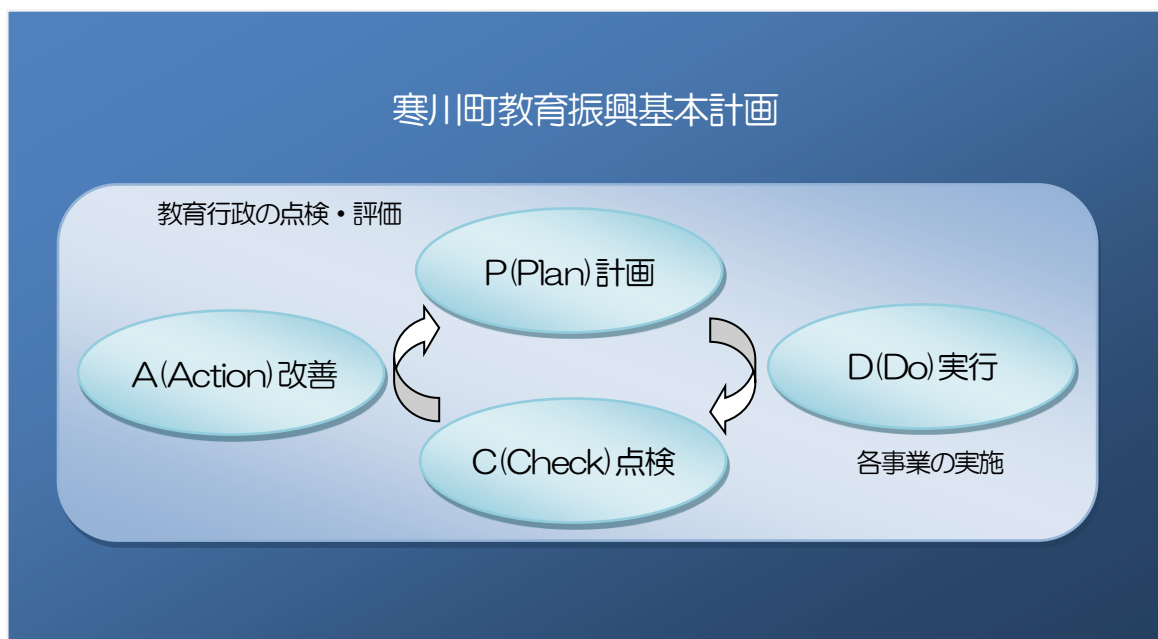 寒川町教育振興基本計画
教育行政の点検・評価
P(Plan)計画
A(Action)改善
D(Do)実行
C(Check)点検
各事業の実施